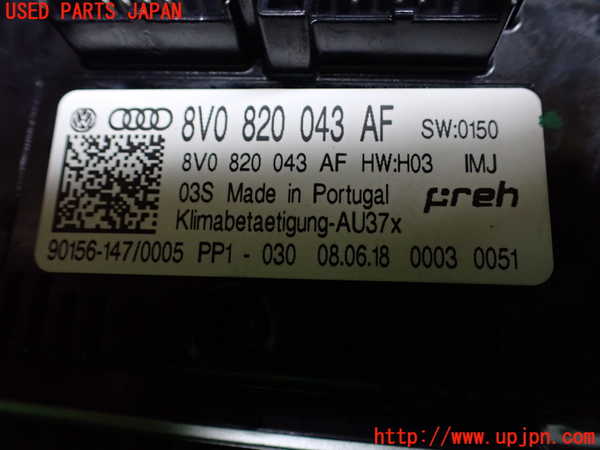 USED PARTS JAPAN
8V0 820 043 AF SW:0150
8V0 820 043 AF HW:H03 IMJ
03S Made in Portugal preh
Klimabetaetigung-AU37x
90156-147/0005 PP1 - 030 08.06.18 0003 0051
http://www.upjpn.com/